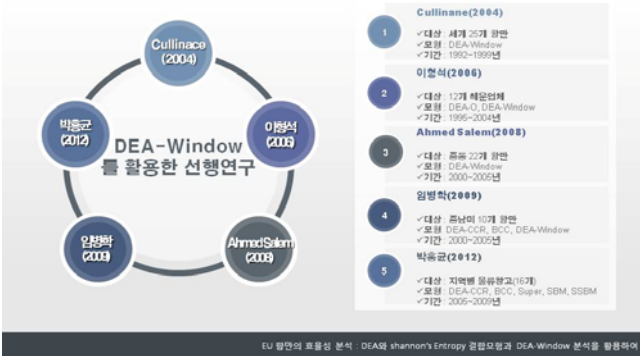 Cullinace
(2004)
박홍균
(2012)
이형석
(2006)
DEA-Window
를 활용한 선행연구
임병학
(2009)
Ahmed Salem
(2008)
1
Cullinane(2004)
✓대상 : 세계 25개 항만
✓모형 : DEA-Window
✓기간 : 1992~1999년
2
이형석(2006)
✓대상 : 12개 해운업체
✓모형 : DEA-O, DEA-Window
✓기간 : 1995~2004년
3
Ahmed Salem(2008)
✓대상 : 중동 22개 항만
✓모형 : DEA-Window
✓기간 : 2000~2005년
4
임병학(2009)
✓대상 : 중남미 10개 항만
✓모형 DEA-CCR, BCC, DEA-Window
✓기간 : 2000~2005년
5
박홍균(2012)
✓대상 : 지역별 물류창고(16개)
✓모형 : DEA-CCR, BCC, Super, SBM, SSBM
✓기간 : 2005~2009년
EU 항만의 효율성 분석 : DEA와 shannon's Entropy 결합모형과 DEA-Window 분석을 활용하여